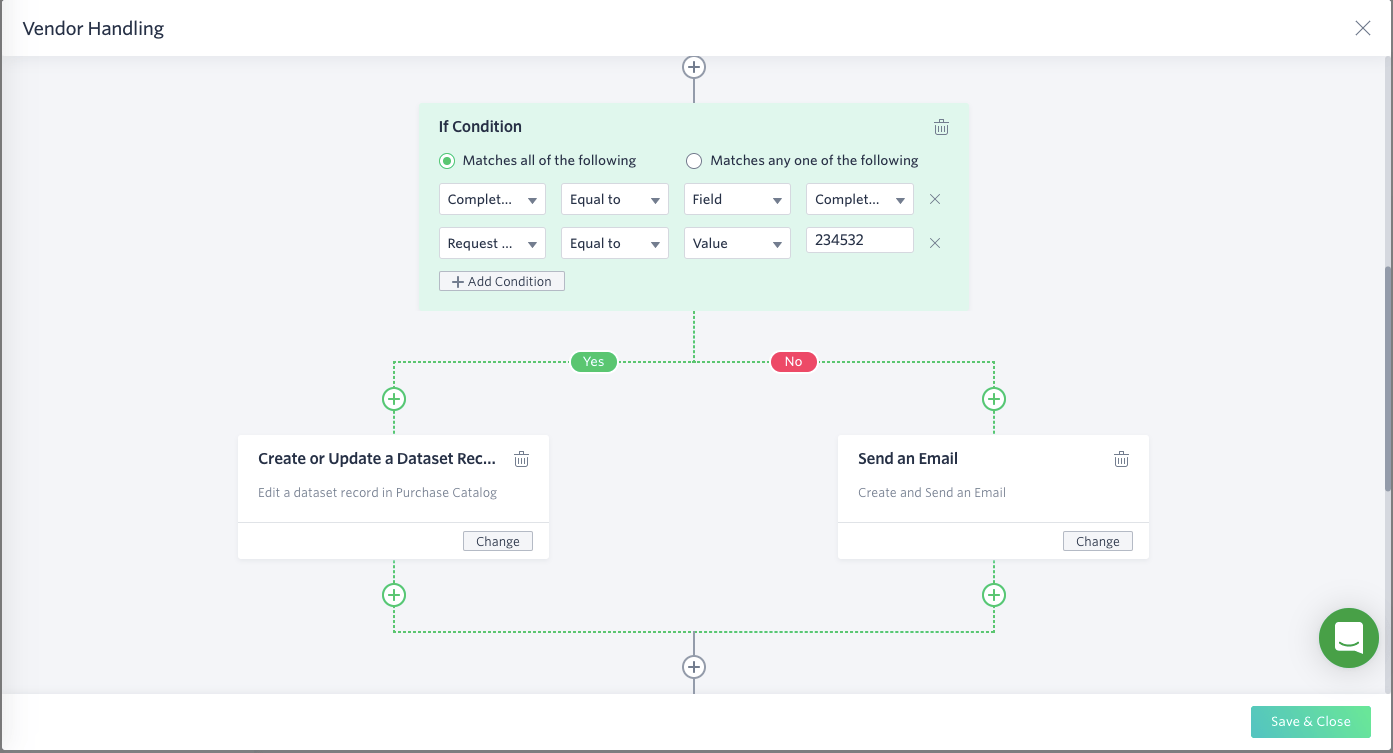 Vendor Handling
If Condition
Matches all of the following Matches any one of the following
Complet... Equal to Field Complet...
Request ... Equal to Value 234532
Add Condition
Yes No
Create or Update a Dataset Rec... Send an Email
Edit a dataset record in Purchase Catalog Create and Send an Email
Change Change
Save & Close